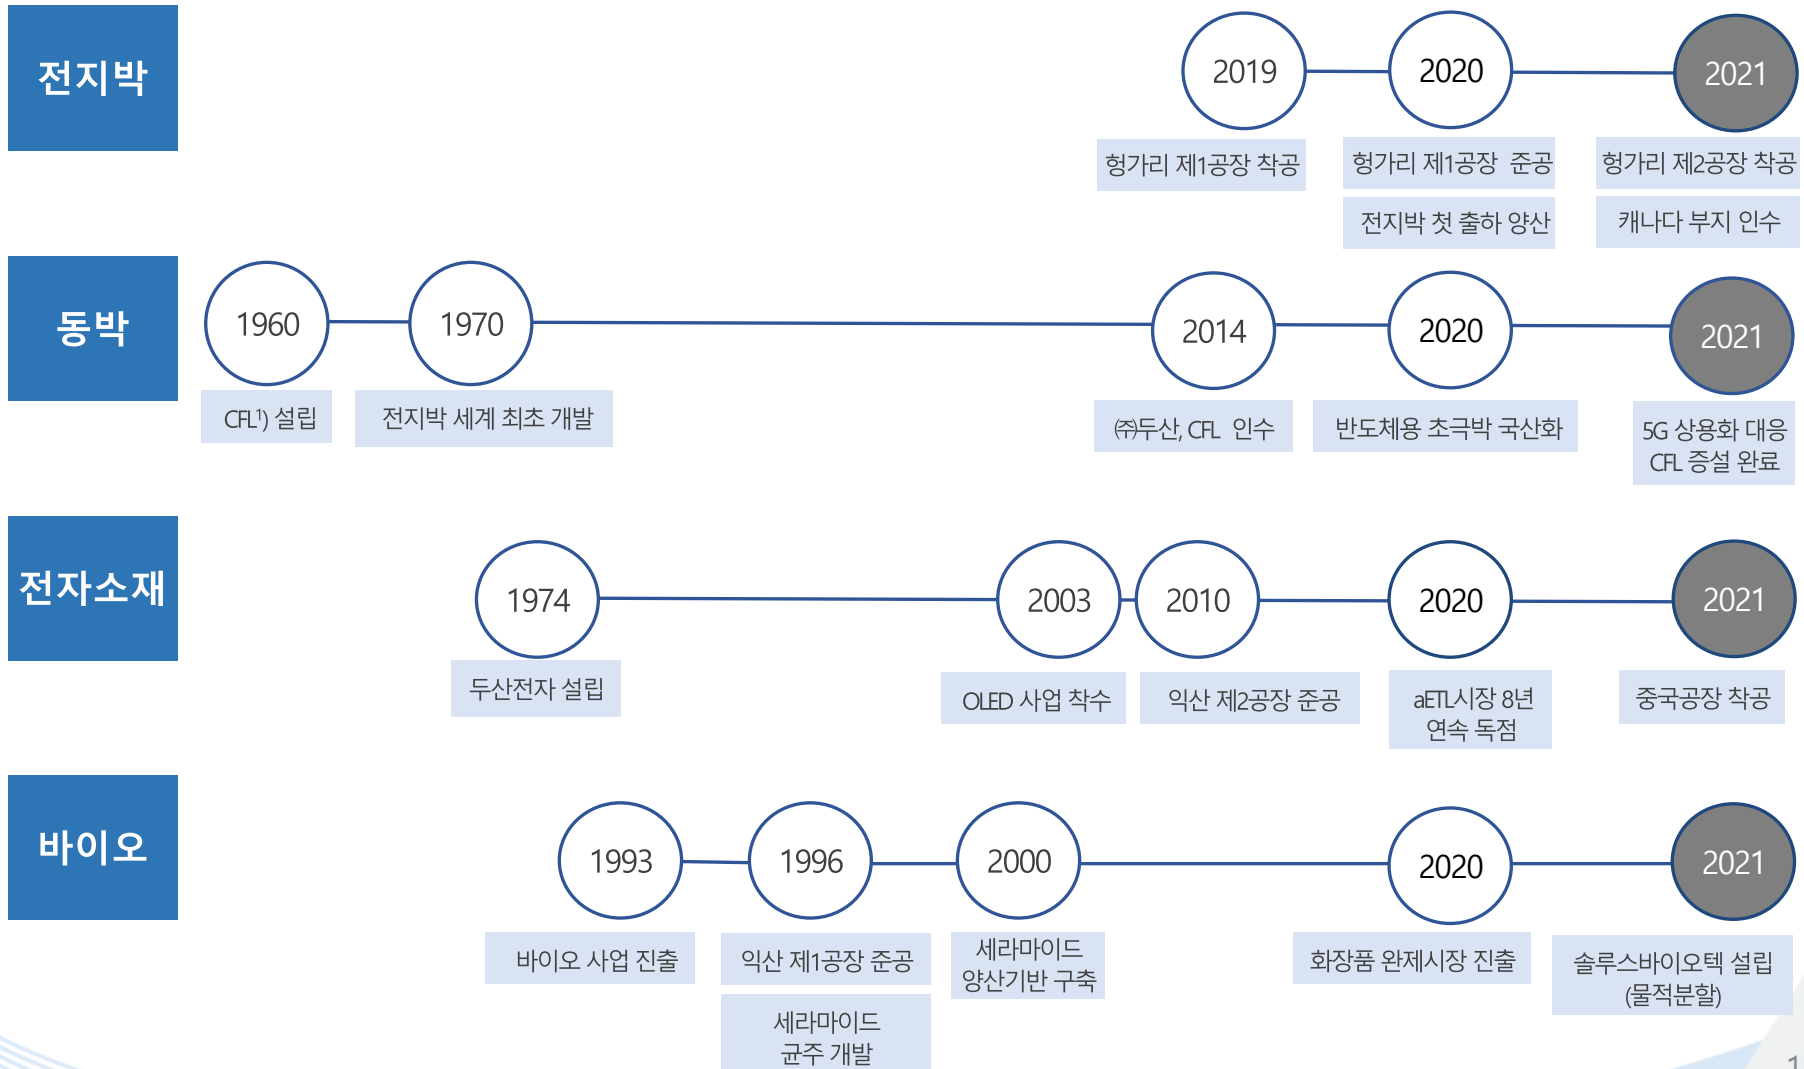 전지박
2019
2020
2021
헝가리 제1공장 착공
헝가리 제1공장 준공
헝가리 제2공장 착공
전지박 첫 출하 양산
캐나다 부지 인수
동박
1960
1970
2014
2020
2021
CFL¹) 설립
전지박 세계 최초 개발
㈜두산, CFL 인수
반도체용 초극박 국산화
5G 상용화 대응
CFL 증설 완료
전자소재
1974
2003
2010
2020
2021
두산전자 설립
OLED 사업 착수
익산 제2공장 준공
aETL시장 8년
연속 독점
중국공장 착공
바이오
1993
1996
2000
2020
2021
바이오 사업 진출
익산 제1공장 준공
세라마이드
균주 개발
세라마이드
양산기반 구축
화장품 완제시장 진출
솔루스바이오텍 설립
(물적분할)
1